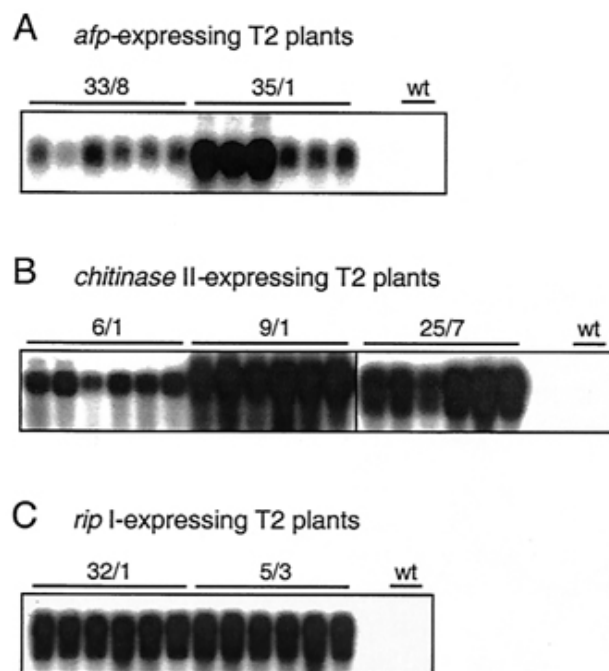 A afp-expressing T2 plants
33/8 35/1 wt
B chitinase II-expressing T2 plants
6/1 9/1 25/7 wt
C rip I-expressing T2 plants
32/1 5/3 wt